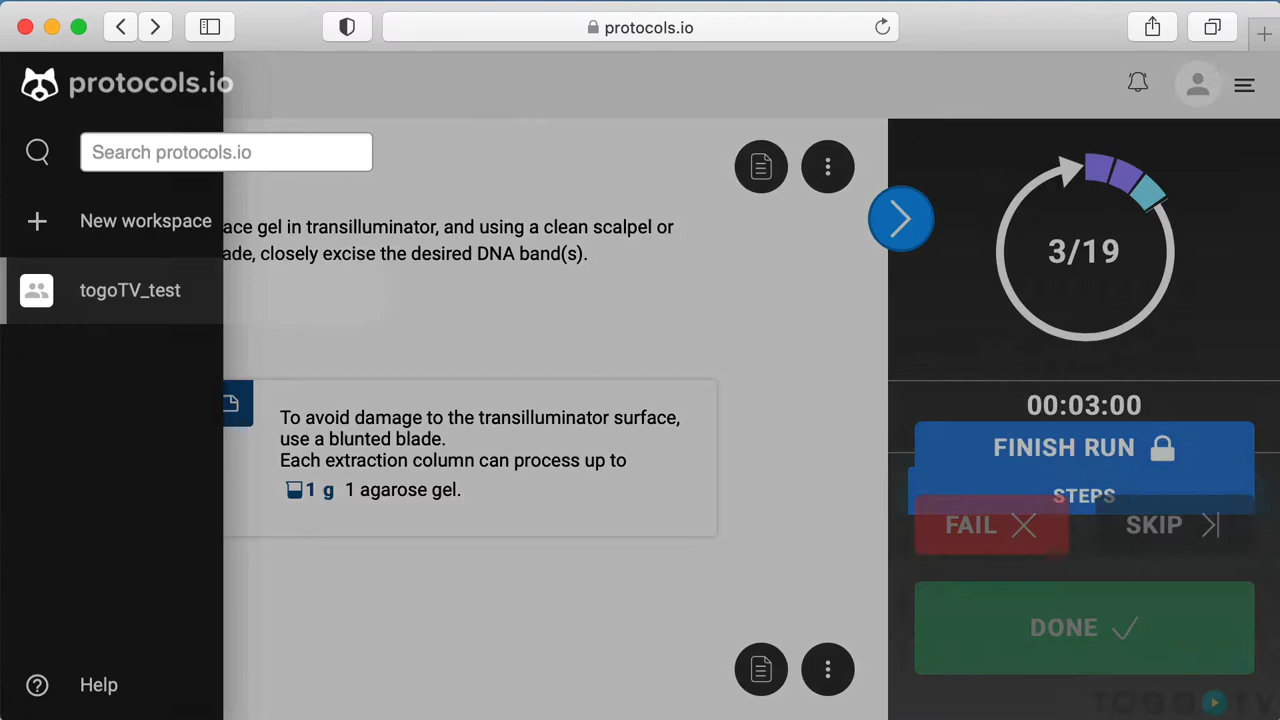 protocols.io
protocols.io
Search protocols.io
New workspace
togoTV_test
Help
ace gel in transilluminator, and using a clean scalpel or
ade, closely excise the desired DNA band(s).
To avoid damage to the transilluminator surface,
use a blunted blade.
Each extraction column can process up to
1 g 1 agarose gel.
3/19
00:03:00
FINISH RUN
STEPS
FAIL
SKIP
DONE
TOGO TV